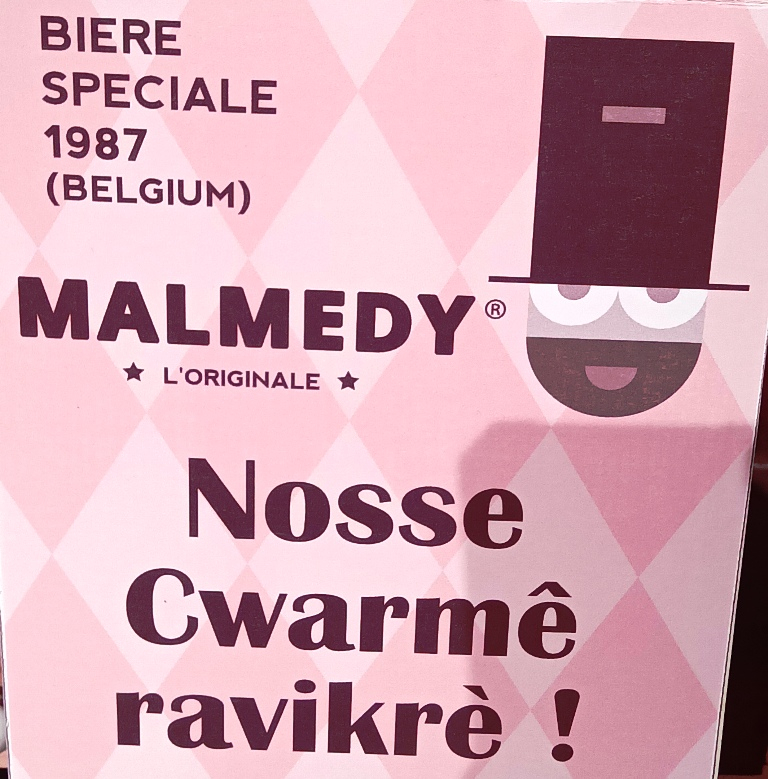 BIERE
SPECIALE
1987
(BELGIUM)
MALMEDY®
★ L'ORIGINALE ★
Nosse
Cwarmê
ravikrè !